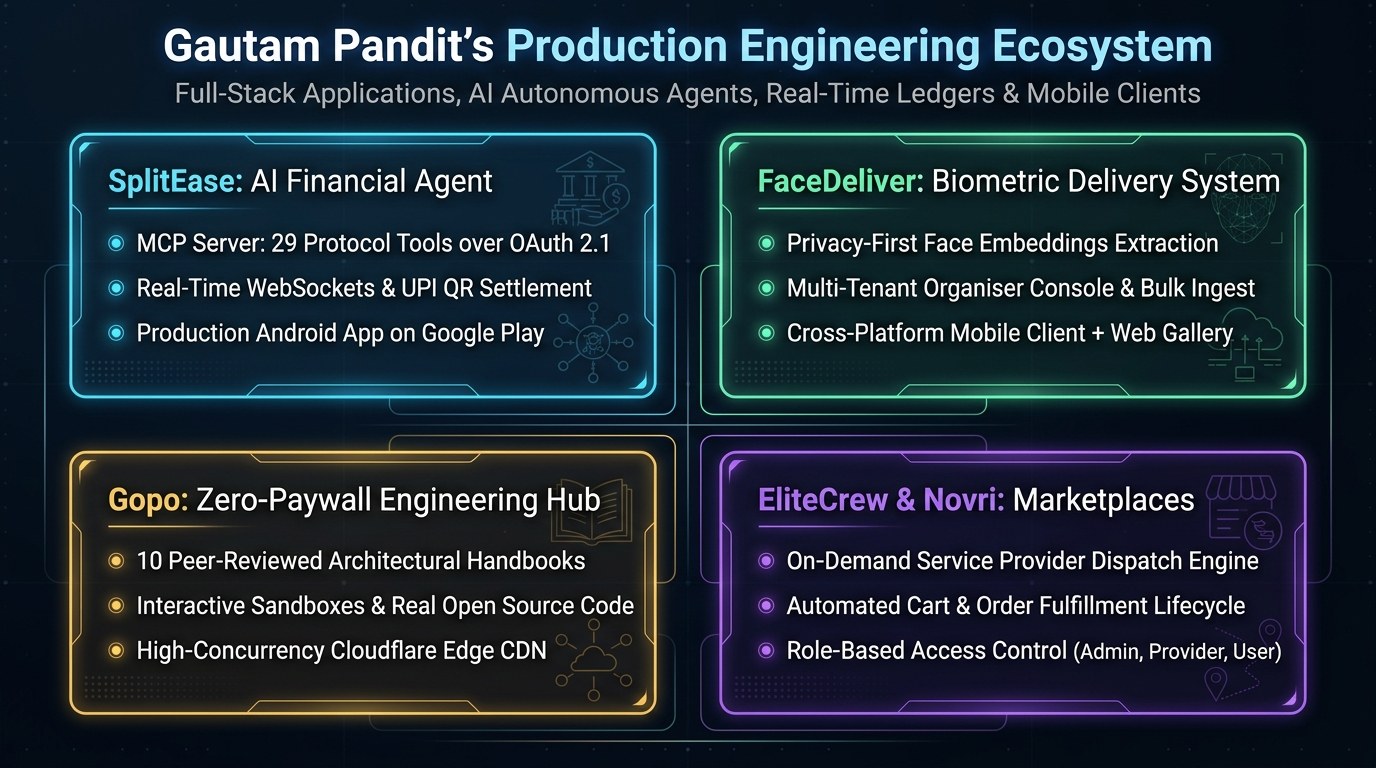 Gautam Pandit’s Production Engineering Ecosystem
Full-Stack Applications, AI Autonomous Agents, Real-Time Ledgers & Mobile Clients
SplitEase: AI Financial Agent
MCP Server: 29 Protocol Tools over OAuth 2.1
Real-Time WebSockets & UPI QR Settlement
Production Android App on Google Play
FaceDeliver: Biometric Delivery System
Privacy-First Face Embeddings Extraction
Multi-Tenant Organiser Console & Bulk Ingest
Cross-Platform Mobile Client + Web Gallery
Gopo: Zero-Paywall Engineering Hub
10 Peer-Reviewed Architectural Handbooks
Interactive Sandboxes & Real Open Source Code
High-Concurrency Cloudflare Edge CDN
EliteCrew & Novri: Marketplaces
On-Demand Service Provider Dispatch Engine
Automated Cart & Order Fulfillment Lifecycle
Role-Based Access Control (Admin, Provider, User)